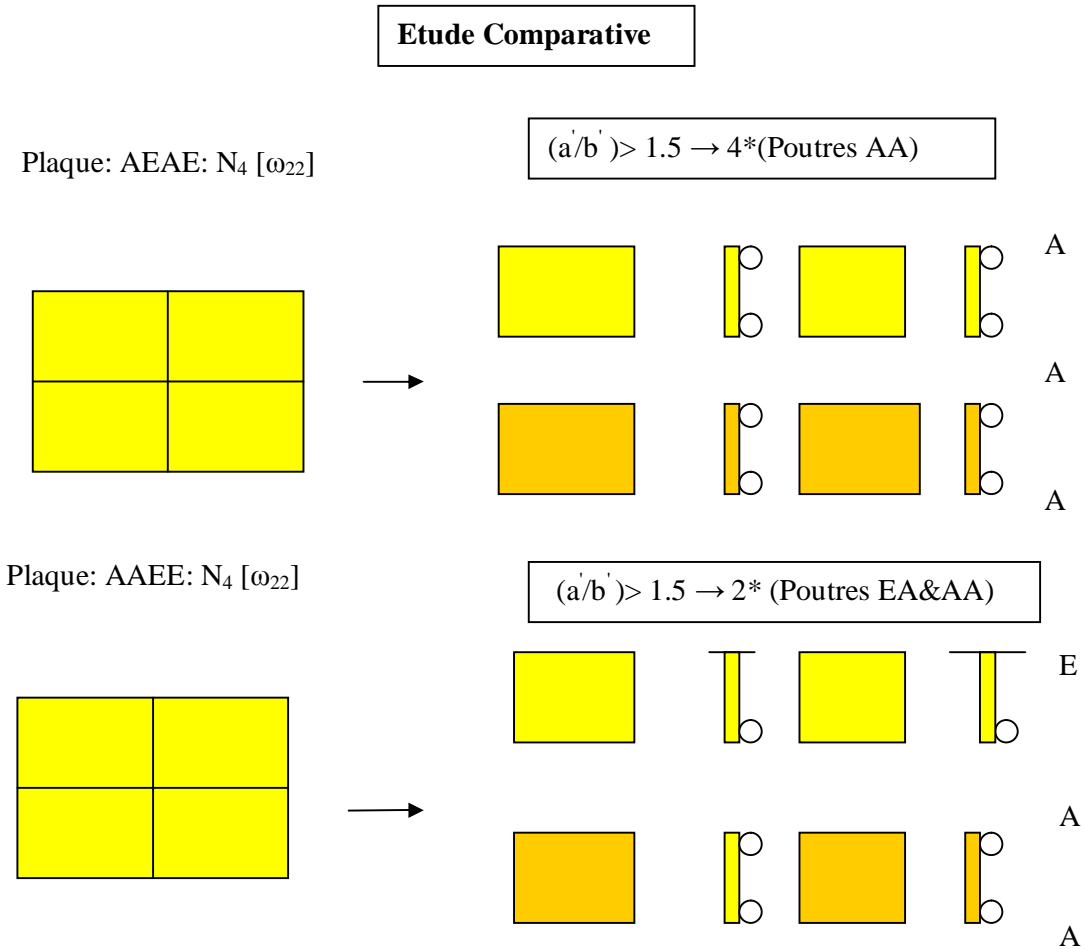 Etude Comparative
Plaque: AEAE: N₄ [ω₂₂]
(a'/b')> 1.5 → 4*(Poutres AA)
A
A
A
Plaque: AAEE: N₄ [ω₂₂]
(a'/b')> 1.5 → 2* (Poutres EA&AA)
E
A
A